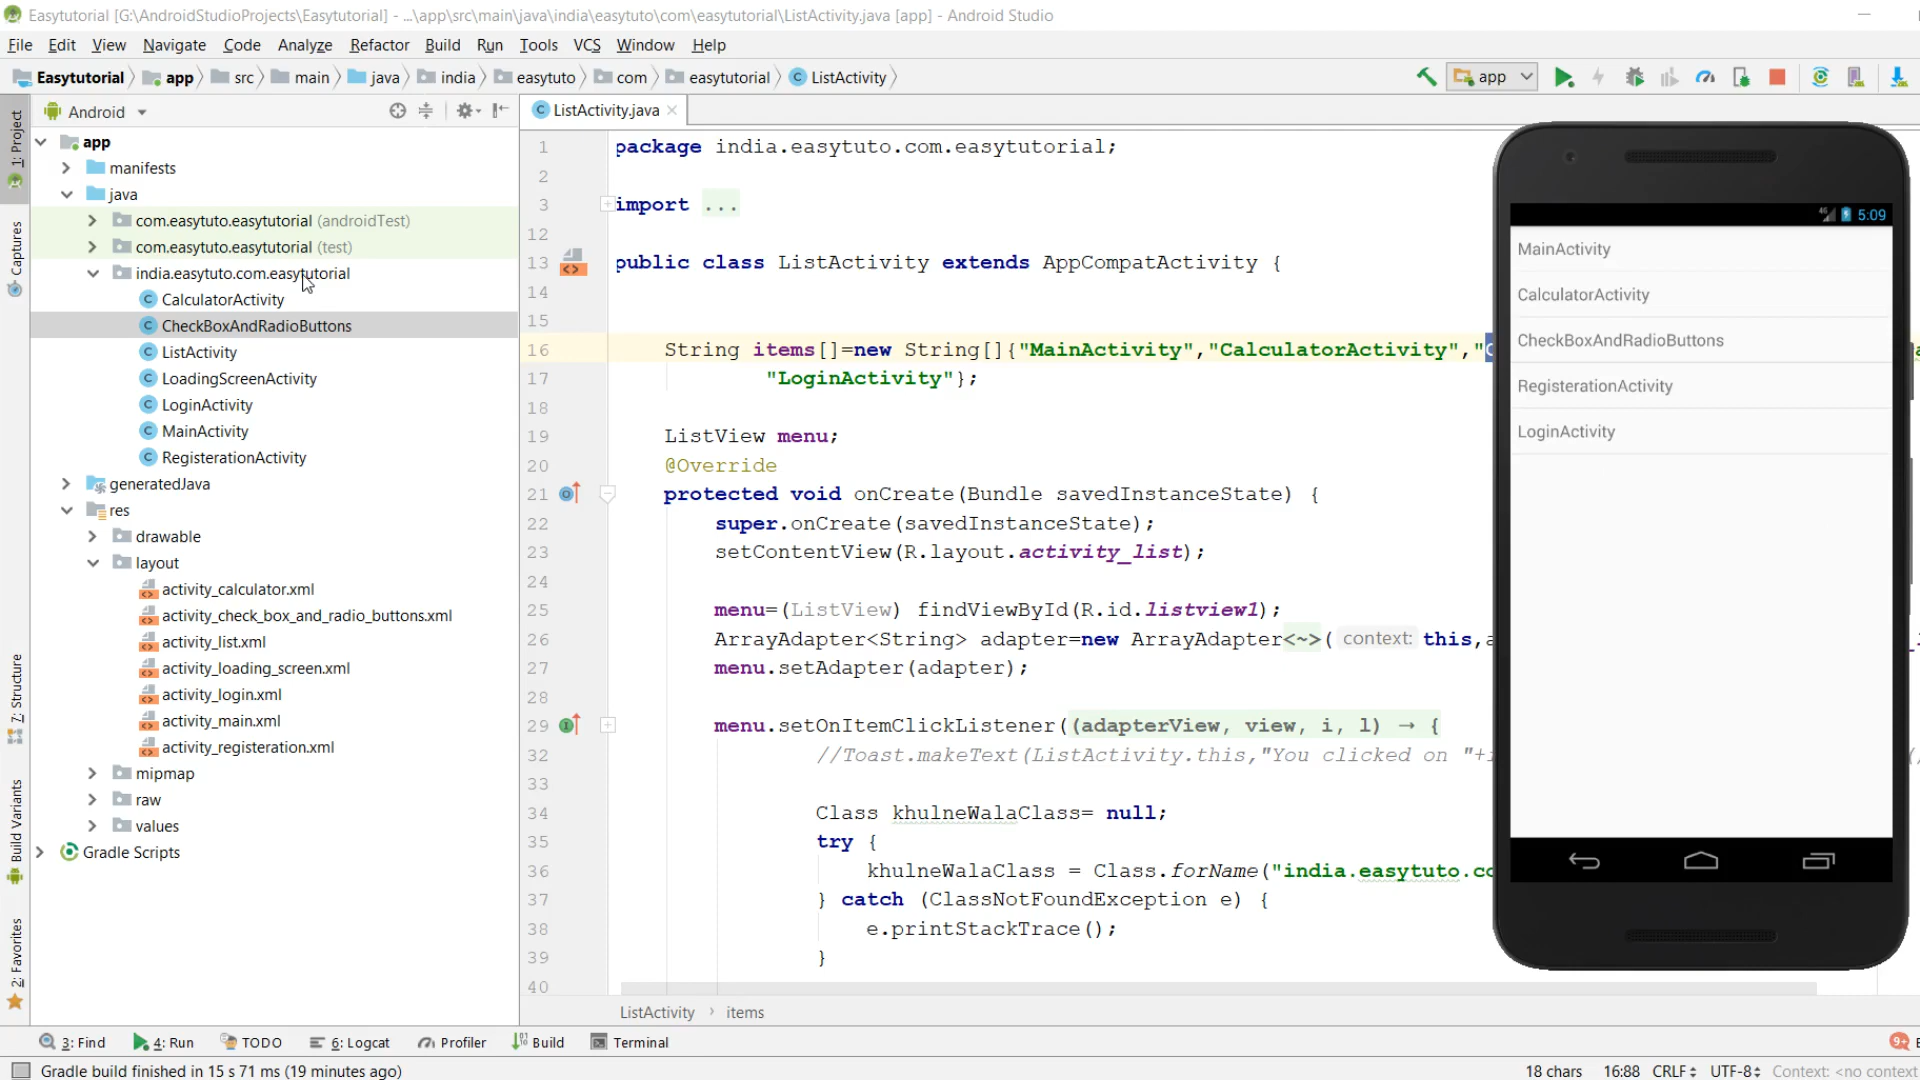 Easytutorial [G:\AndroidStudioProjects\Easytutorial] - ...\app\src\main\java\india\easytuto\com\easytutorial\ListActivity.java [app] - Android Studio
File Edit View Navigate Code Analyze Refactor Build Run Tools VCS Window Help
Easytutorial app src main java india easytuto com easytutorial ListActivity app
Android
ListActivity.java
1: Project
Captures
7: Structure
Build Variants
2: Favorites
app
manifests
java
com.easytuto.easytutorial (androidTest)
com.easytuto.easytutorial (test)
india.easytuto.com.easytutorial
CalculatorActivity
CheckBoxAndRadioButtons
ListActivity
LoadingScreenActivity
LoginActivity
MainActivity
RegisterationActivity
generatedJava
res
drawable
layout
activity_calculator.xml
activity_check_box_and_radio_buttons.xml
activity_list.xml
activity_loading_screen.xml
activity_login.xml
activity_main.xml
activity_registeration.xml
mipmap
raw
values
Gradle Scripts
1 package india.easytuto.com.easytutorial;
2
3 import ...
12
13 public class ListActivity extends AppCompatActivity {
14
15
16 String items[]=new String[]{"MainActivity","CalculatorActivity","
17 "LoginActivity"};
18
19 ListView menu;
20 @Override
21 protected void onCreate(Bundle savedInstanceState) {
22 super.onCreate(savedInstanceState);
23 setContentView(R.layout.activity_list);
24
25 menu=(ListView) findViewById(R.id.listview1);
26 ArrayAdapter<String> adapter=new ArrayAdapter<~>( context: this,
27 menu.setAdapter(adapter);
28
29 menu.setOnItemClickListener((adapterView, view, i, l) → {
32 //Toast.makeText(ListActivity.this,"You clicked on "+
33
34 Class khulneWalaClass= null;
35 try {
36 khulneWalaClass = Class.forName("india.easytuto.co
37 } catch (ClassNotFoundException e) {
38 e.printStackTrace();
39 }
40
4G 5:09
MainActivity
CalculatorActivity
CheckBoxAndRadioButtons
RegisterationActivity
LoginActivity
ListActivity › items
3: Find 4: Run TODO 6: Logcat Profiler Build Terminal 9+
Gradle build finished in 15 s 71 ms (19 minutes ago) 18 chars 16:88 CRLF UTF-8 Context: <no context